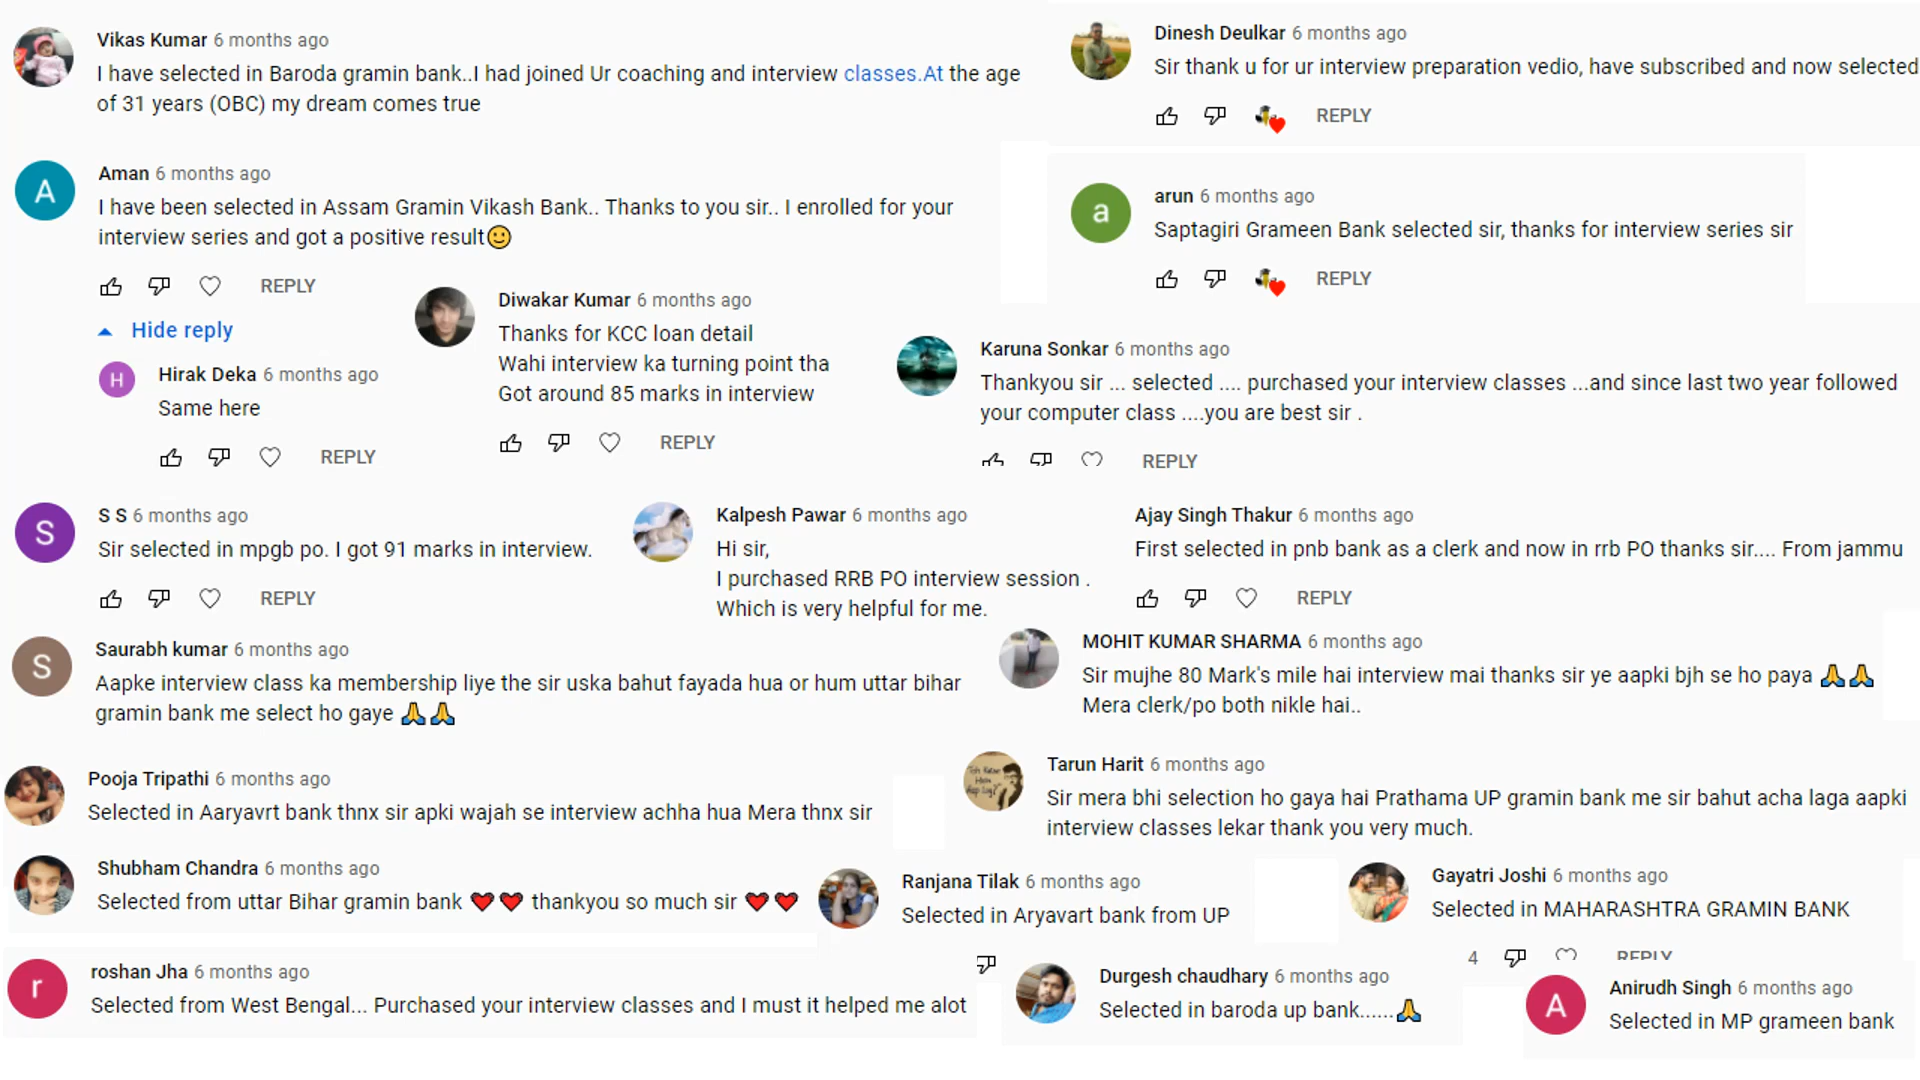 Vikas Kumar 6 months ago
I have selected in Baroda gramin bank..I had joined Ur coaching and interview classes.At the age
of 31 years (OBC) my dream comes true
Dinesh Deulkar 6 months ago
Sir thank u for ur interview preparation vedio, have subscribed and now selected
REPLY
Aman 6 months ago
A
I have been selected in Assam Gramin Vikash Bank.. Thanks to you sir.. I enrolled for your
interview series and got a positive result🙂
REPLY
Hide reply
H
Hirak Deka 6 months ago
Same here
REPLY
arun 6 months ago
a
Saptagiri Grameen Bank selected sir, thanks for interview series sir
REPLY
Diwakar Kumar 6 months ago
Thanks for KCC loan detail
Wahi interview ka turning point tha
Got around 85 marks in interview
REPLY
Karuna Sonkar 6 months ago
Thankyou sir ... selected .... purchased your interview classes ...and since last two year followed
your computer class ....you are best sir .
REPLY
S S 6 months ago
S
Sir selected in mpgb po. I got 91 marks in interview.
REPLY
Kalpesh Pawar 6 months ago
Hi sir,
I purchased RRB PO interview session .
Which is very helpful for me.
Ajay Singh Thakur 6 months ago
First selected in pnb bank as a clerk and now in rrb PO thanks sir.... From jammu
REPLY
Saurabh kumar 6 months ago
S
Aapke interview class ka membership liye the sir uska bahut fayada hua or hum uttar bihar
gramin bank me select ho gaye 🙏🙏
MOHIT KUMAR SHARMA 6 months ago
Sir mujhe 80 Mark's mile hai interview mai thanks sir ye aapki bjh se ho paya 🙏🙏
Mera clerk/po both nikle hai..
Pooja Tripathi 6 months ago
Selected in Aaryavrt bank thnx sir apki wajah se interview achha hua Mera thnx sir
Tarun Harit 6 months ago
Sir mera bhi selection ho gaya hai Prathama UP gramin bank me sir bahut acha laga aapki
interview classes lekar thank you very much.
Shubham Chandra 6 months ago
Selected from uttar Bihar gramin bank ❤️❤️ thankyou so much sir ❤️❤️
Ranjana Tilak 6 months ago
Selected in Aryavart bank from UP
Gayatri Joshi 6 months ago
Selected in MAHARASHTRA GRAMIN BANK
4 REPLY
roshan Jha 6 months ago
r
Selected from West Bengal... Purchased your interview classes and I must it helped me alot
Durgesh chaudhary 6 months ago
Selected in baroda up bank......🙏
Anirudh Singh 6 months ago
A
Selected in MP grameen bank